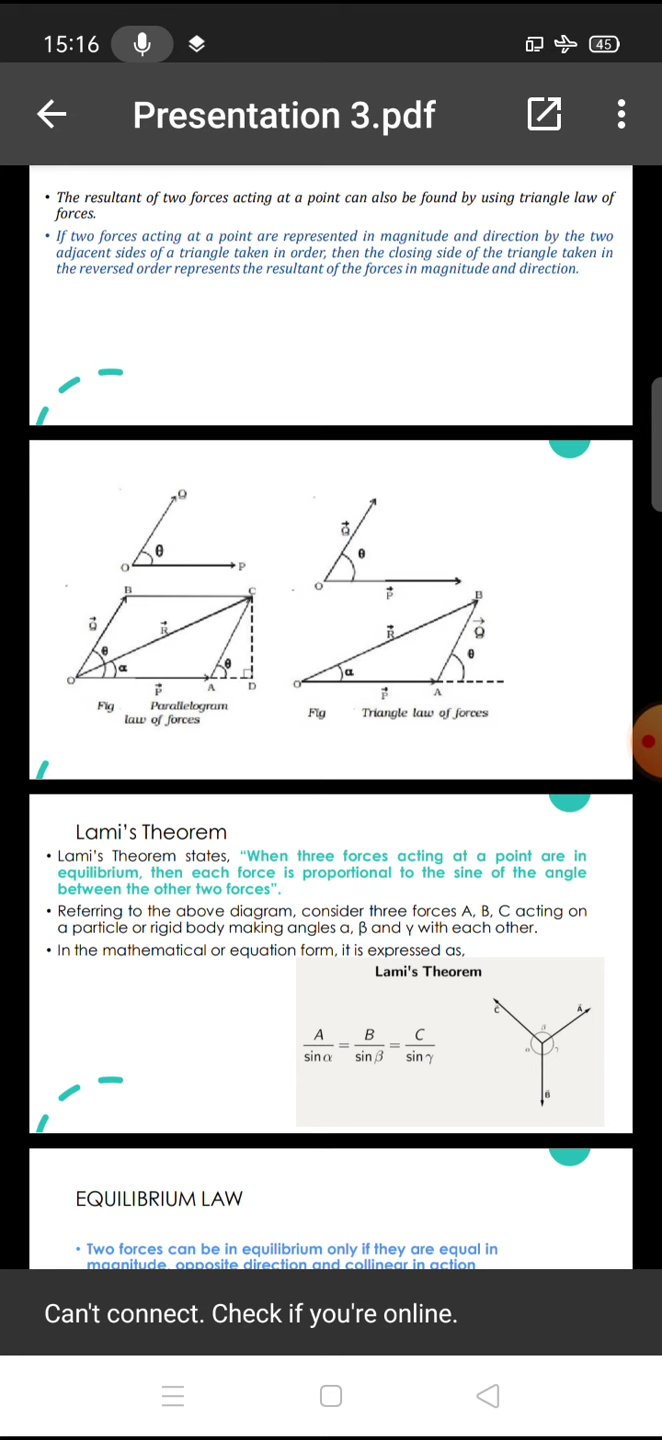 15:16
45
Presentation 3.pdf
• The resultant of two forces acting at a point can also be found by using triangle law of
forces.
• If two forces acting at a point are represented in magnitude and direction by the two
adjacent sides of a triangle taken in order, then the closing side of the triangle taken in
the reversed order represents the resultant of the forces in magnitude and direction.
Q
θ
O
P
B
C
Q
R
θ
α
θ
O
P
A
D
Fig Parallelogram
law of forces
Q
θ
O
P
B
R
Q
θ
α
O
P
A
Fig Triangle law of forces
Lami's Theorem
• Lami's Theorem states, "When three forces acting at a point are in
equilibrium, then each force is proportional to the sine of the angle
between the other two forces".
• Referring to the above diagram, consider three forces A, B, C acting on
a particle or rigid body making angles α, β and γ with each other.
• In the mathematical or equation form, it is expressed as,
Lami's Theorem
A B C
= =
sin α sin β sin γ
C
A
β
α
γ
B
EQUILIBRIUM LAW
• Two forces can be in equilibrium only if they are equal in
magnitude, opposite direction and collinear in action
Can't connect. Check if you're online.